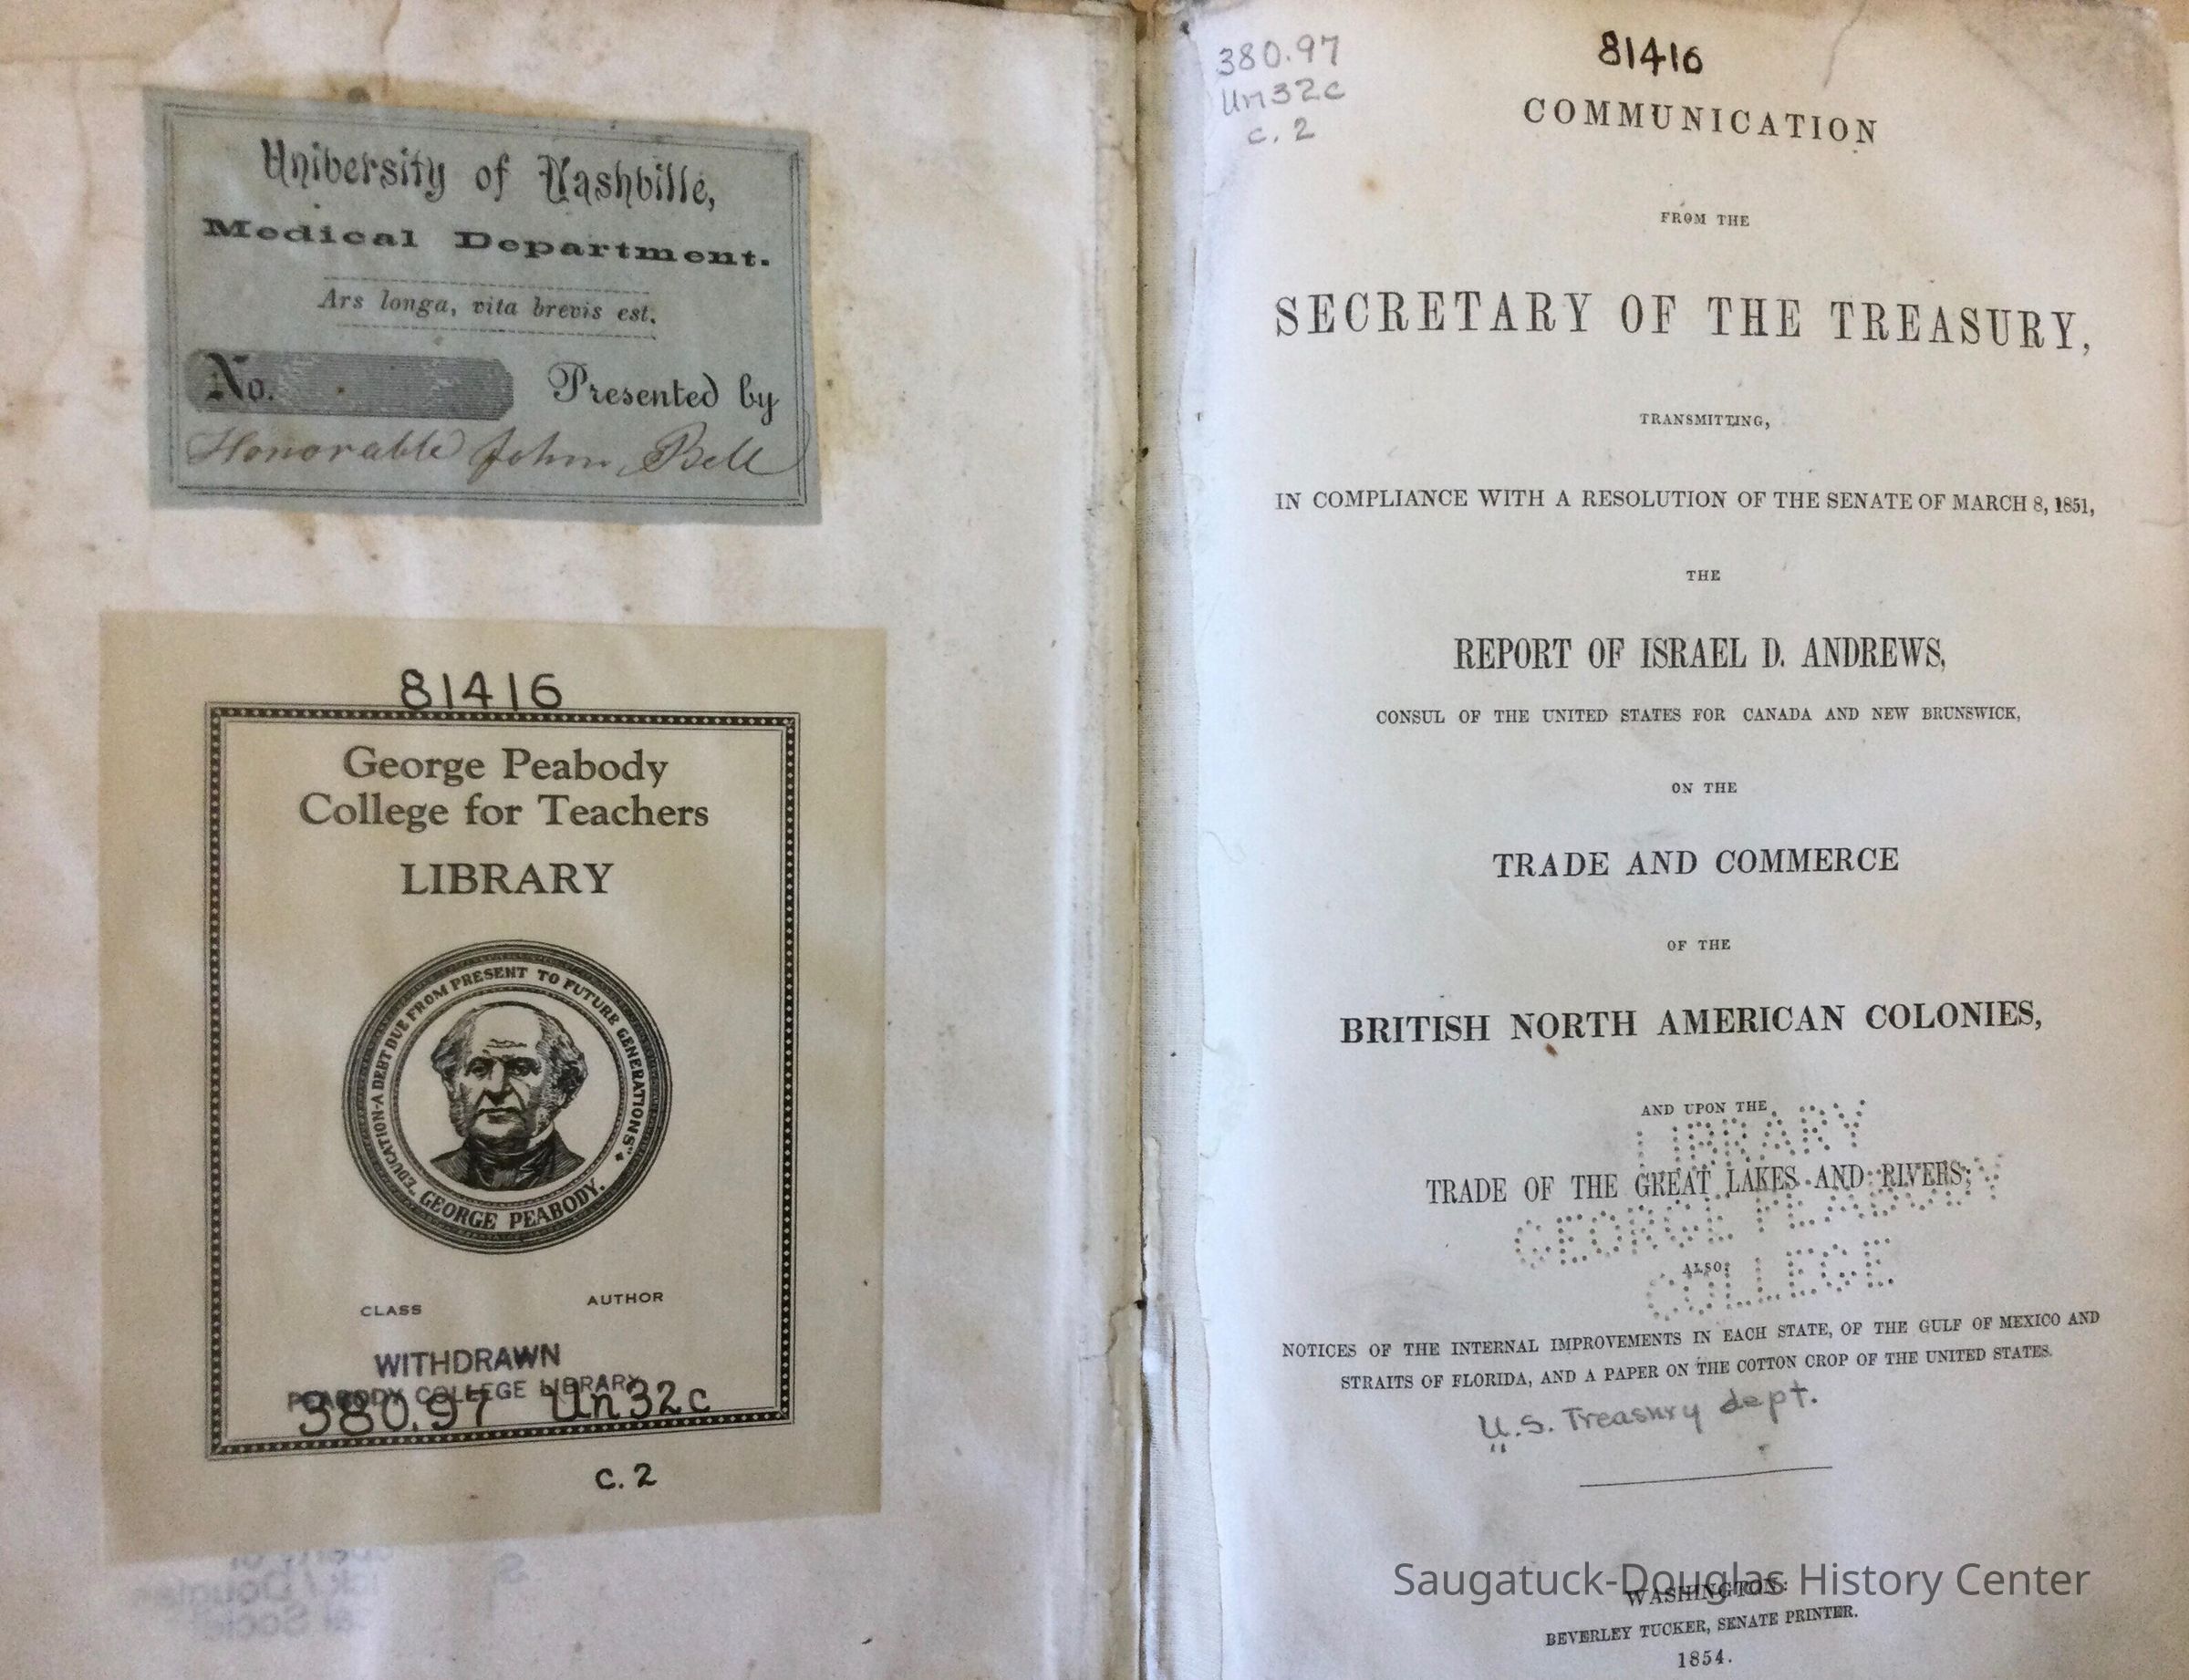 University of Nashville,
Medical Department.
Ars longa, vita brevis est.
No. Presented by
Honorable John Bell
81416
George Peabody
College for Teachers
LIBRARY
"EDUCATION-A DEBT DUE FROM PRESENT TO FUTURE GENERATIONS"
GEORGE PEABODY.
CLASS AUTHOR
WITHDRAWN
PEABODY COLLEGE LIBRARY
380.97 Un32c
c. 2
380.97
Un32c
c. 2
81416
COMMUNICATION
FROM THE
SECRETARY OF THE TREASURY,
TRANSMITTING,
IN COMPLIANCE WITH A RESOLUTION OF THE SENATE OF MARCH 8, 1851,
THE
REPORT OF ISRAEL D. ANDREWS,
CONSUL OF THE UNITED STATES FOR CANADA AND NEW BRUNSWICK,
ON THE
TRADE AND COMMERCE
OF THE
BRITISH NORTH AMERICAN COLONIES,
AND UPON THE
LIBRARY
TRADE OF THE GREAT LAKES AND RIVERS;
GEORGE PEABODY
ALSO,
COLLEGE
NOTICES OF THE INTERNAL IMPROVEMENTS IN EACH STATE, OF THE GULF OF MEXICO AND
STRAITS OF FLORIDA, AND A PAPER ON THE COTTON CROP OF THE UNITED STATES.
U.S. Treasury dept.
Saugatuck-Douglas History Center
WASHINGTON:
BEVERLEY TUCKER, SENATE PRINTER.
1854.